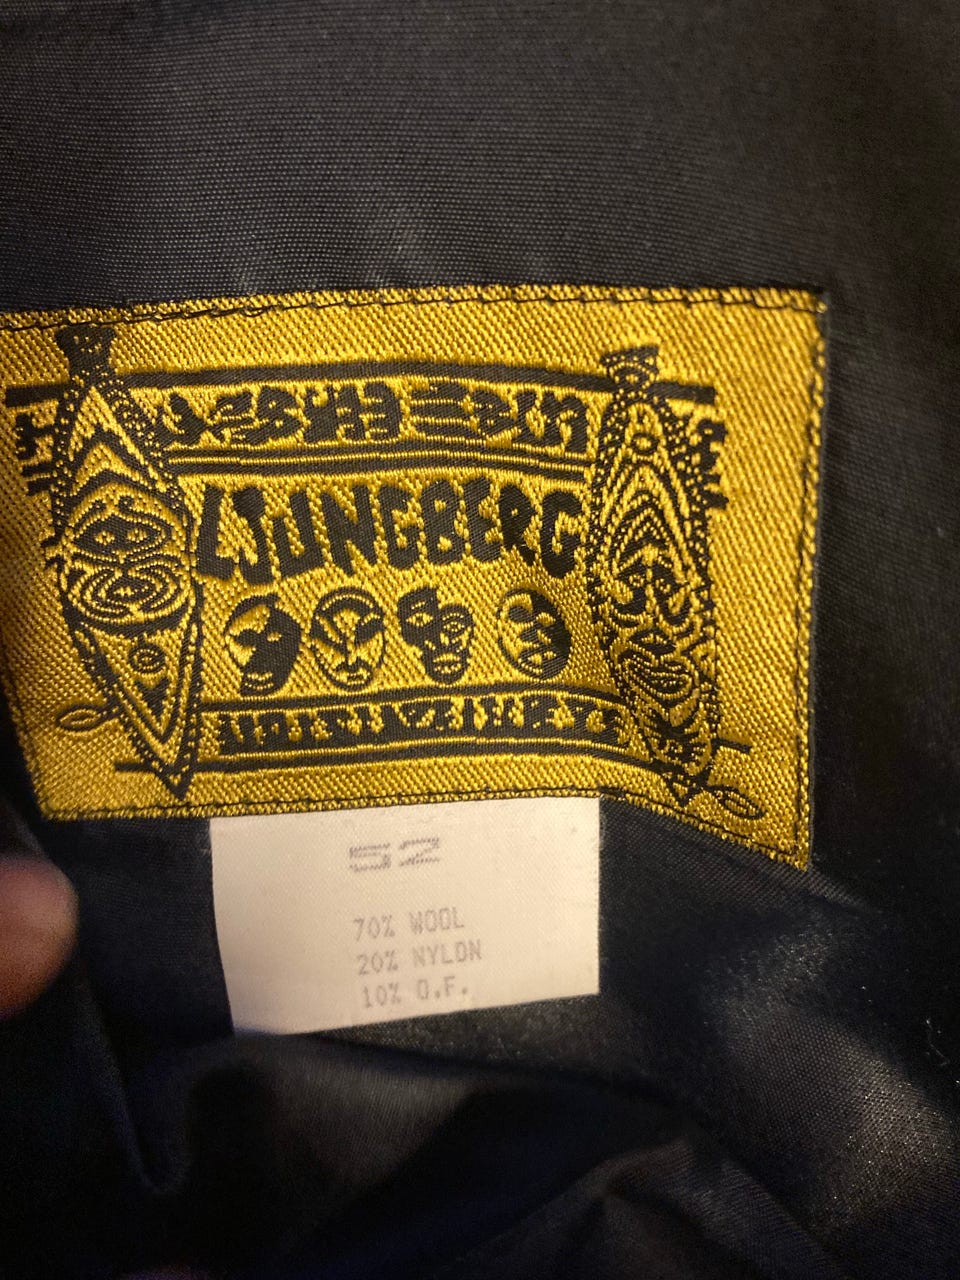 LJUNGBERG
52
70% WOOL
20% NYLON
10% O.F.